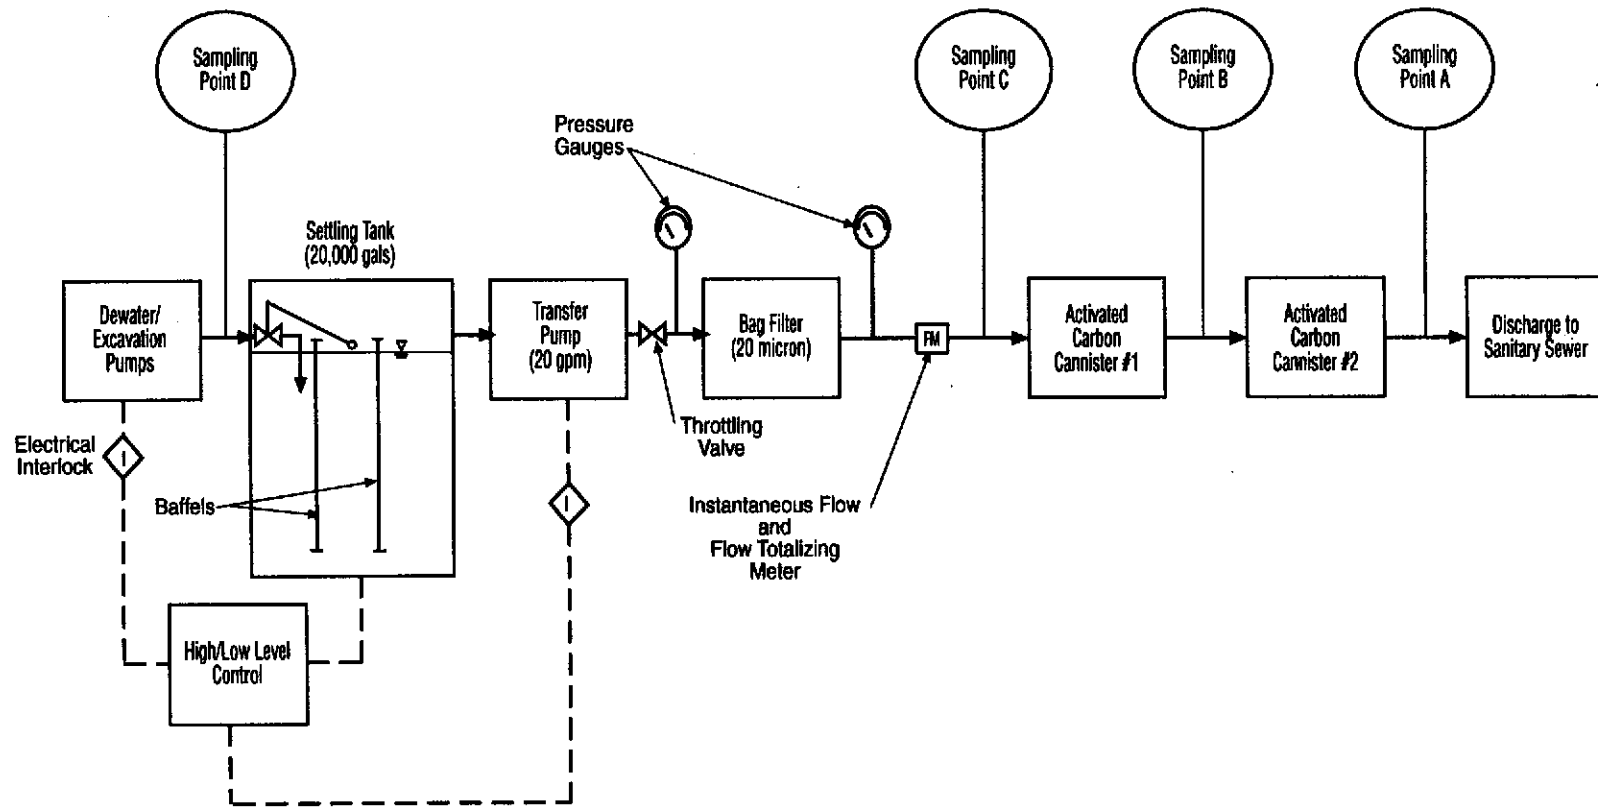 Sampling
Point D
Sampling
Point C
Sampling
Point B
Sampling
Point A
Pressure
Gauges
Settling Tank
(20,000 gals)
Dewater/
Excavation
Pumps
Transfer
Pump
(20 gpm)
Bag Filter
(20 micron)
FM
Activated
Carbon
Cannister #1
Activated
Carbon
Cannister #2
Discharge to
Sanitary Sewer
Throttling
Valve
Electrical
Interlock
I
Baffels
I
Instantaneous Flow
and
Flow Totalizing
Meter
High/Low Level
Control